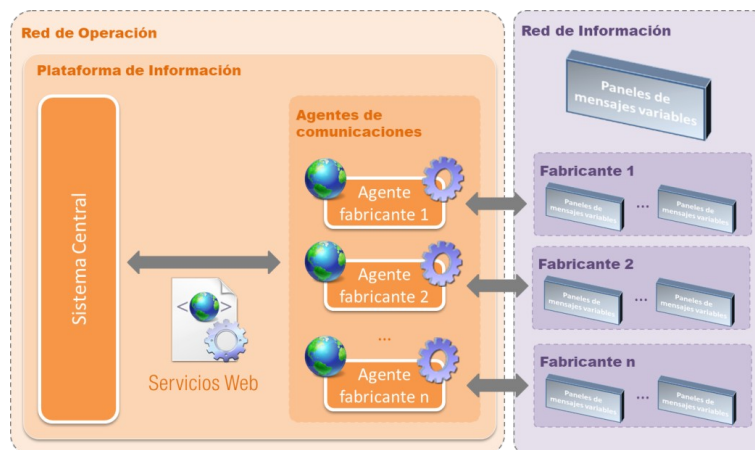 Red de Operación
Plataforma de Información
Sistema Central
Servicios Web
Agentes de
comunicaciones
Agente
fabricante 1
Agente
fabricante 2
...
Agente
fabricante n
Red de Información
Paneles de
mensajes variables
Fabricante 1
Paneles de
mensajes variables
...
Paneles de
mensajes variables
Fabricante 2
Paneles de
mensajes variables
...
Paneles de
mensajes variables
Fabricante n
Paneles de
mensajes variables
...
Paneles de
mensajes variables